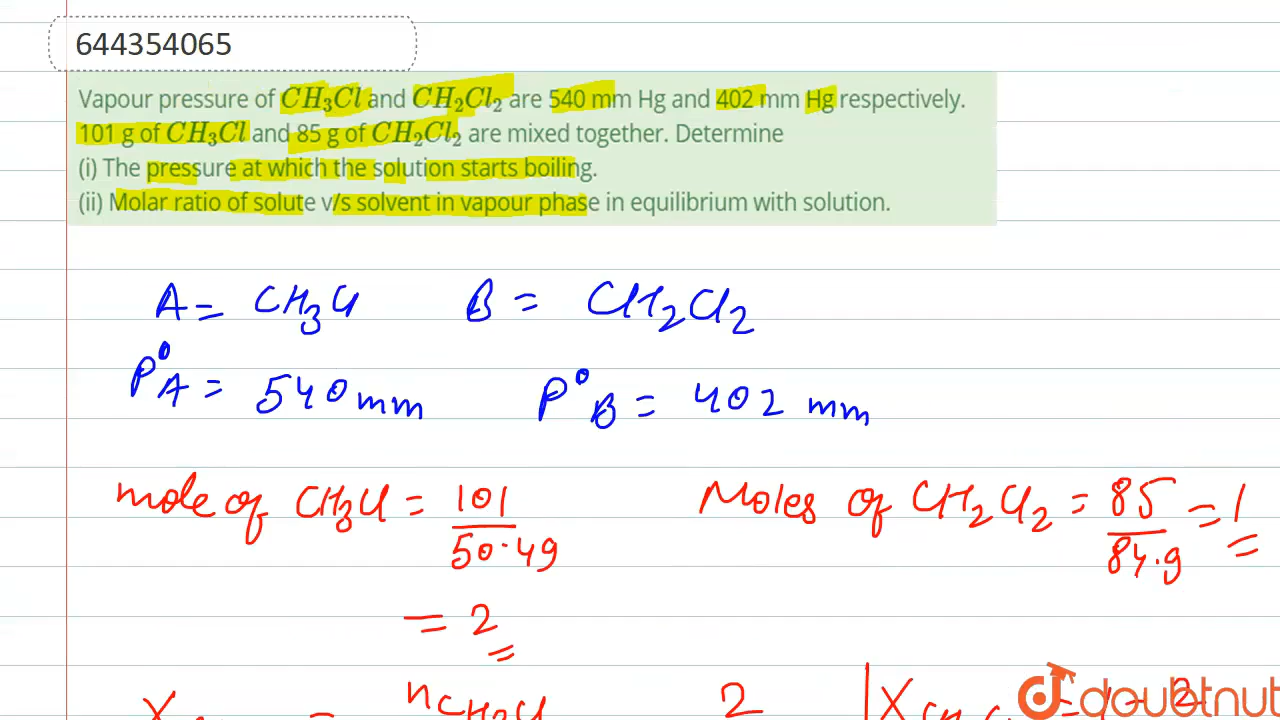 644354065
Vapour pressure of CH₃Cl and CH₂Cl₂ are 540 mm Hg and 402 mm Hg respectively.
101 g of CH₃Cl and 85 g of CH₂Cl₂ are mixed together. Determine
(i) The pressure at which the solution starts boiling.
(ii) Molar ratio of solute v/s solvent in vapour phase in equilibrium with solution.
A = CH₃Cl B = CH₂Cl₂
P°A = 540 mm P°B = 402 mm
mole of CH₃Cl = 101/50.49 Moles of CH₂Cl₂ = 85/84.9 = 1
= 2
doubtnut